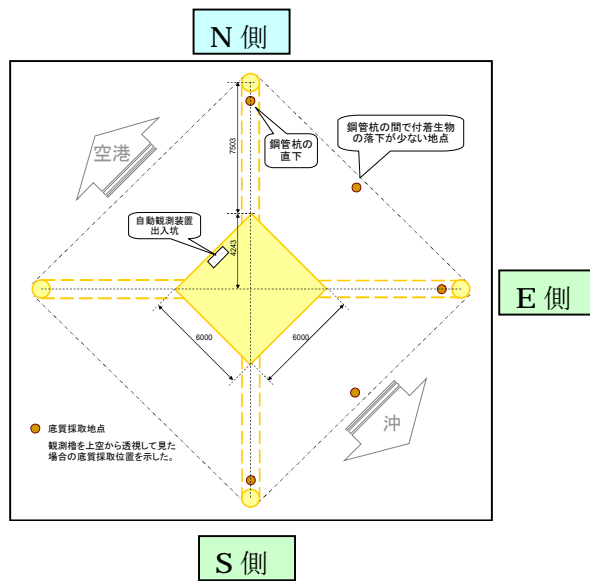 N 側
空港
7503
鋼管杭の
直下
鋼管杭の間で付着生物
の落下が少ない地点
自動観測装置
出入坑
4243
E 側
6000
6000
沖
底質採取地点
観測櫓を上空から透視して見た
場合の底質採取位置を示した。
S 側